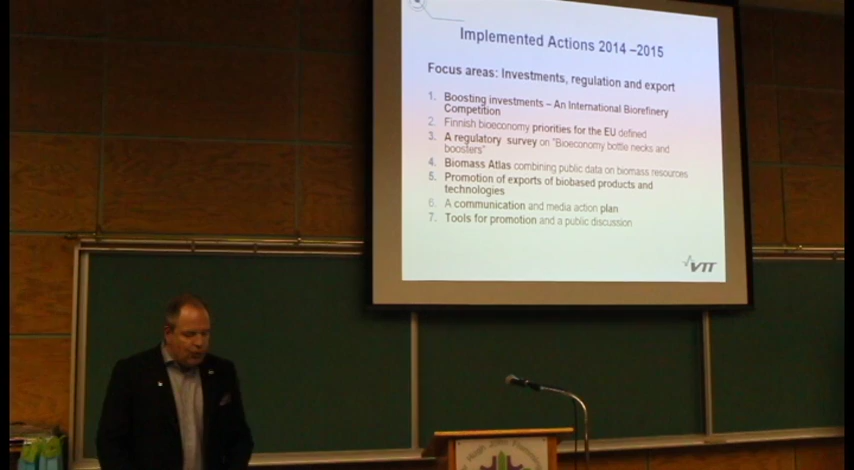 Implemented Actions 2014 –2015
Focus areas: Investments, regulation and export
1. Boosting investments – An International Biorefinery
Competition
2. Finnish bioeconomy priorities for the EU defined
3. A regulatory survey on "Bioeconomy bottle necks and
boosters"
4. Biomass Atlas combining public data on biomass resources
5. Promotion of exports of biobased products and
technologies
6. A communication and media action plan
7. Tools for promotion and a public discussion
VTT